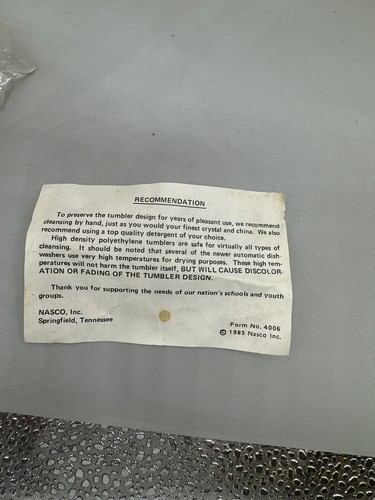 RECOMMENDATION
To preserve the tumbler design for years of pleasant use, we recommend
cleansing by hand, just as you would your finest crystal and china. We also
recommend using a top quality detergent of your choice.
High density polyethylene tumblers are safe for virtually all types of
cleansing. It should be noted that several of the newer automatic dish-
washers use very high temperatures for drying purposes. These high tem-
peratures will not harm the tumbler itself, BUT WILL CAUSE DISCOLOR-
ATION OR FADING OF THE TUMBLER DESIGN.
Thank you for supporting the needs of our nation's schools and youth
groups.
NASCO, Inc.
Springfield, Tennessee
Form No. 4006
© 1985 Nasco Inc.